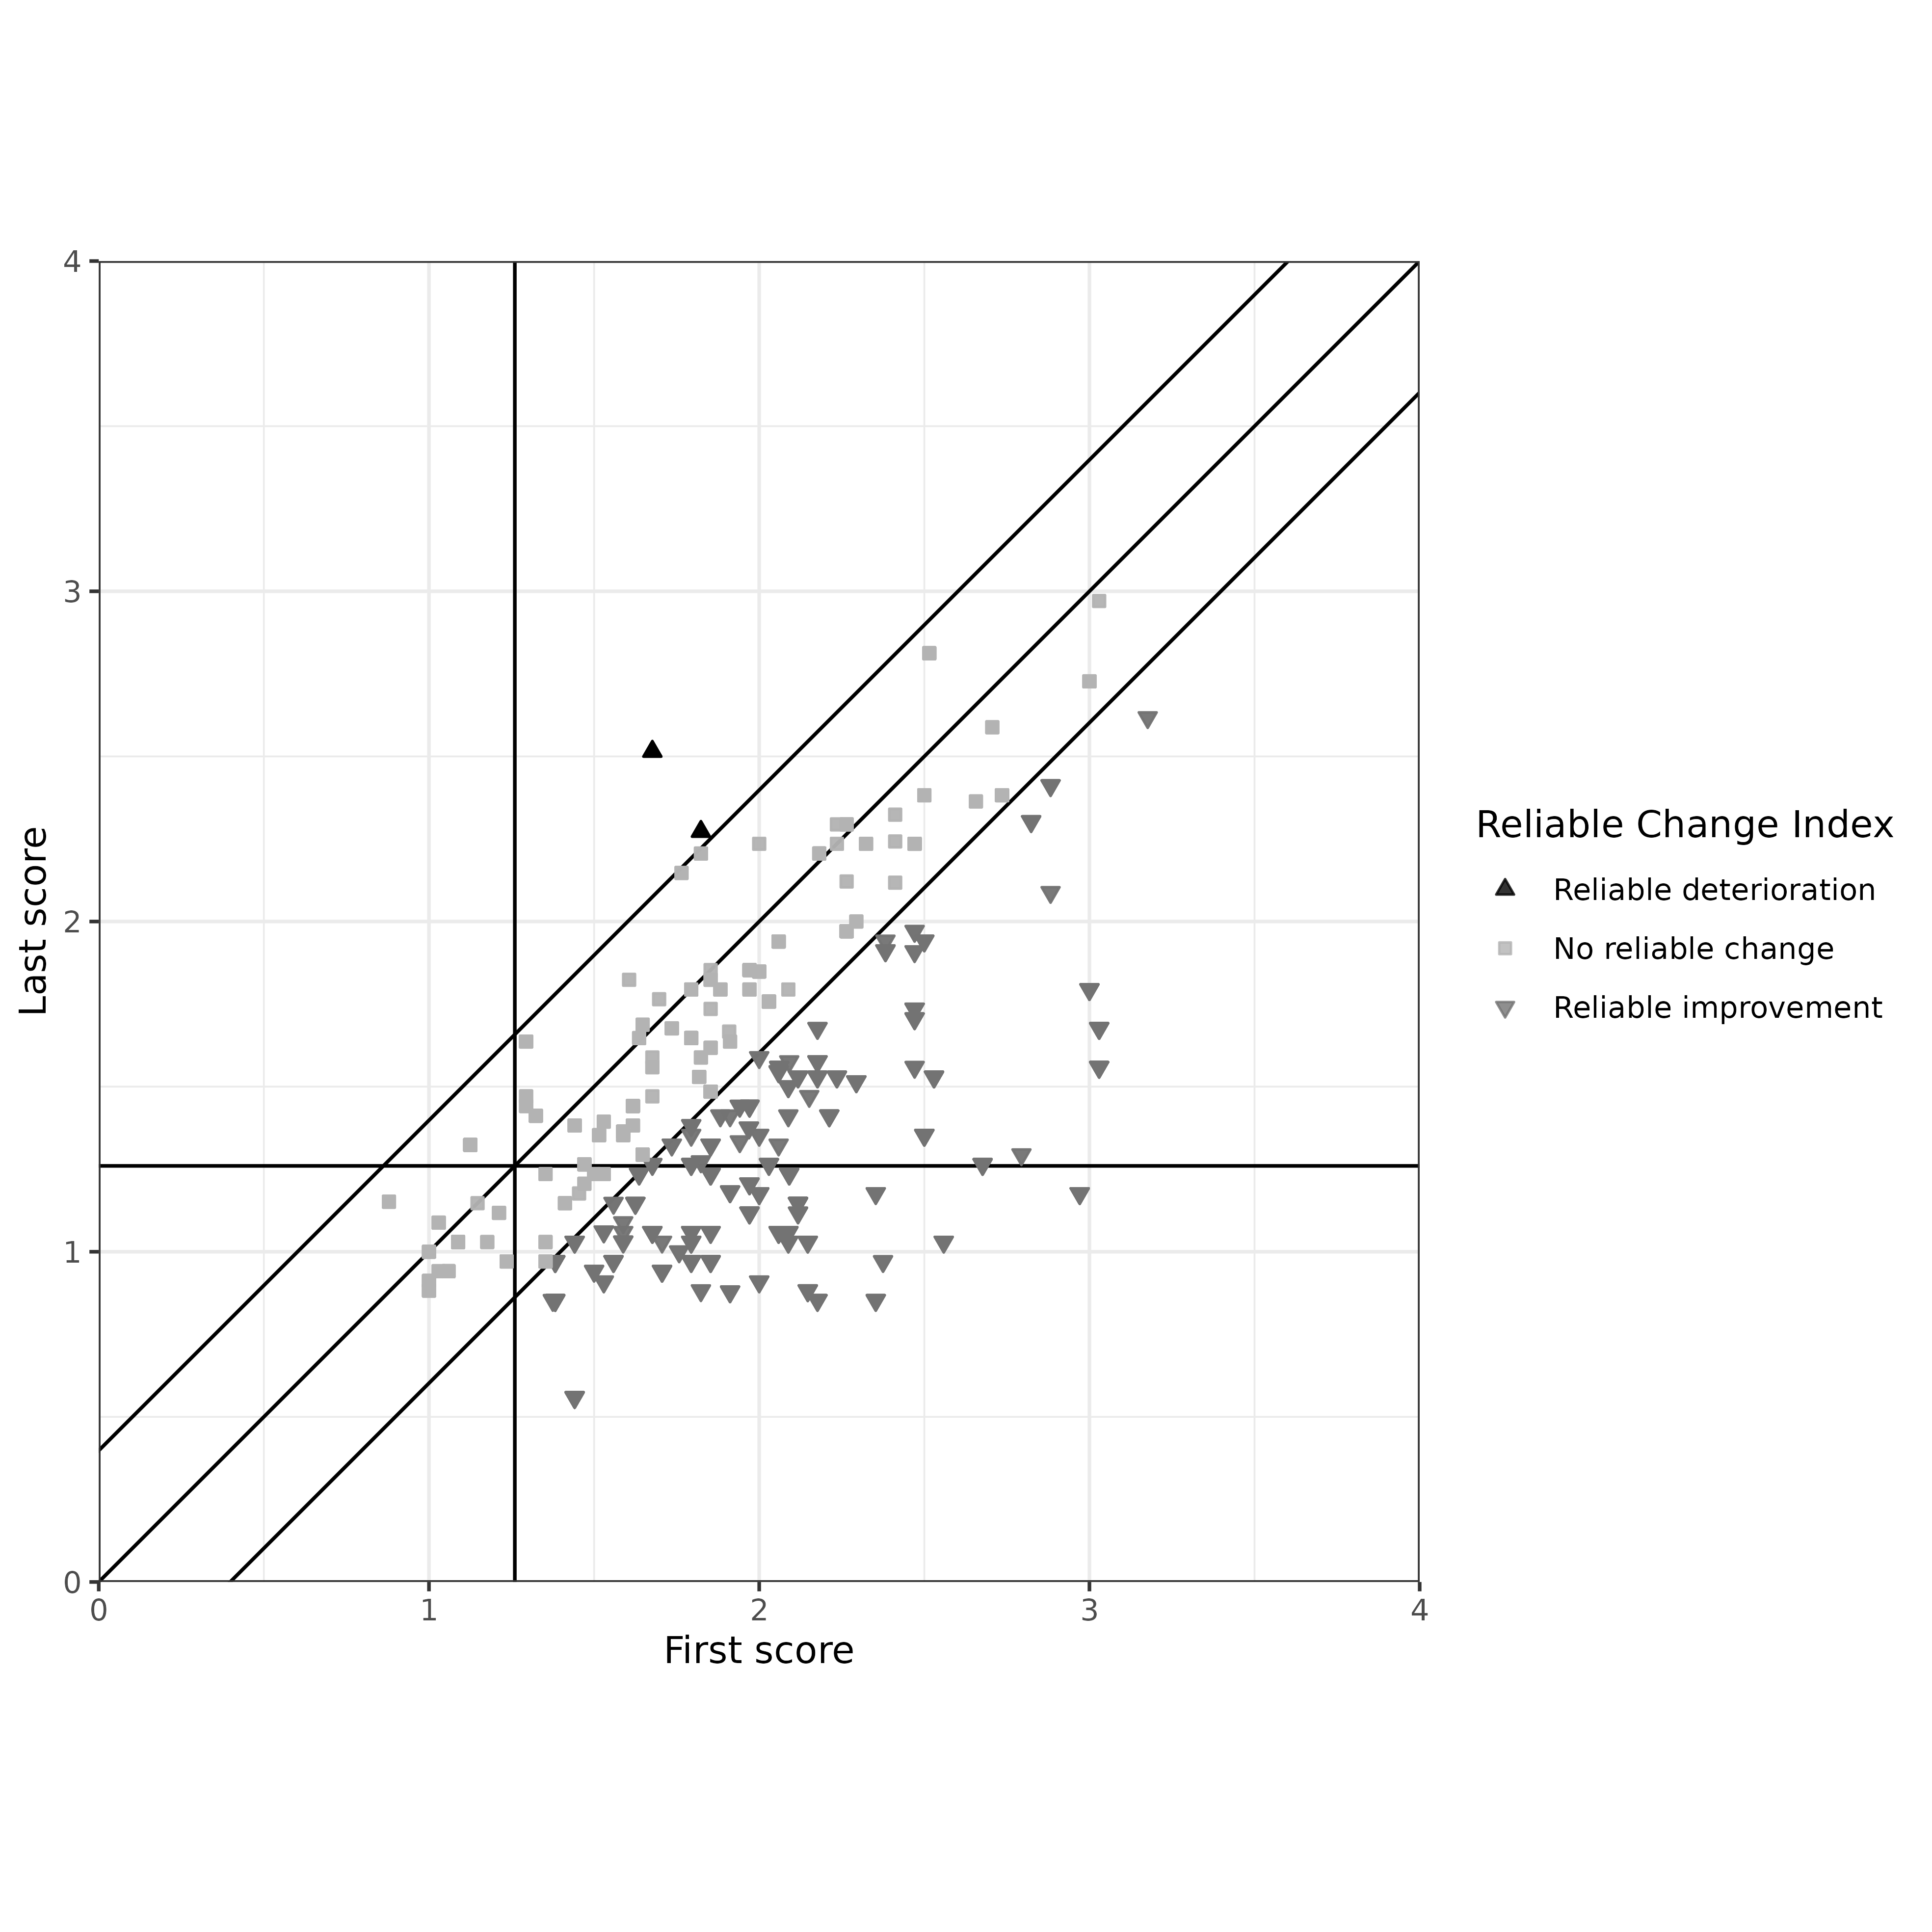 4
3
2
1
0
0 1 2 3 4
Last score
First score
Reliable Change Index
Reliable deterioration
No reliable change
Reliable improvement